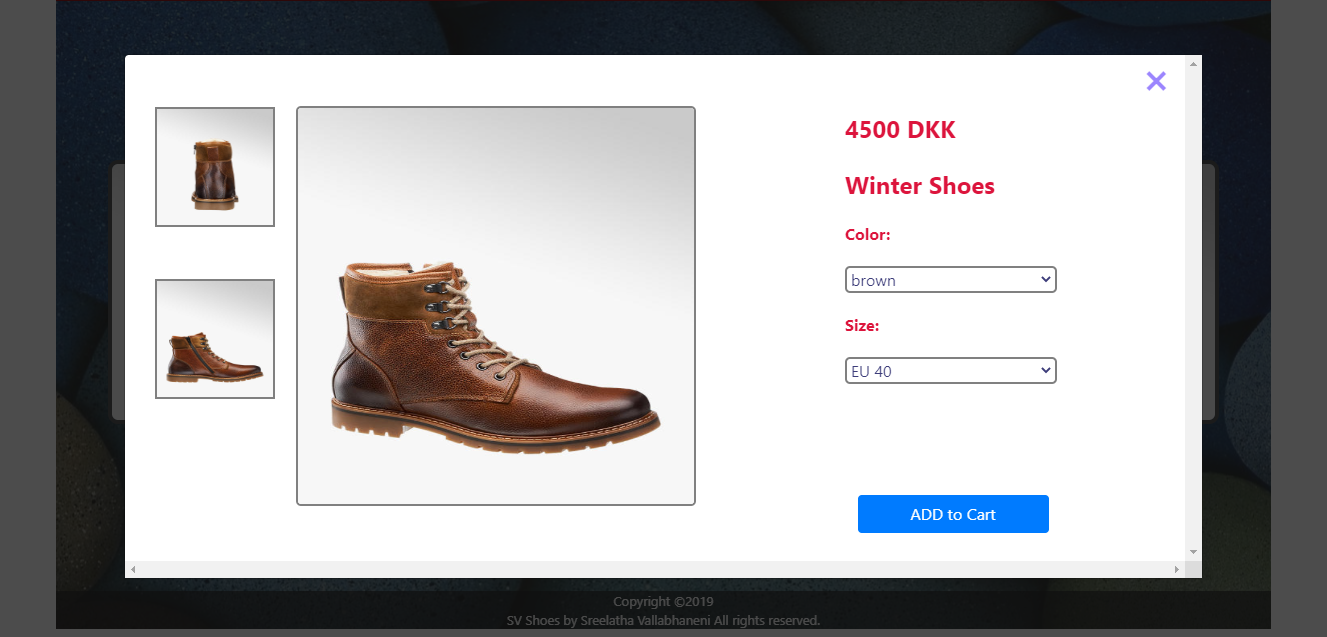 4500 DKK
Winter Shoes
Color:
brown
Size:
EU 40
ADD to Cart
Copyright ©2019
SV Shoes by Sreelatha Vallabhaneni All rights reserved.